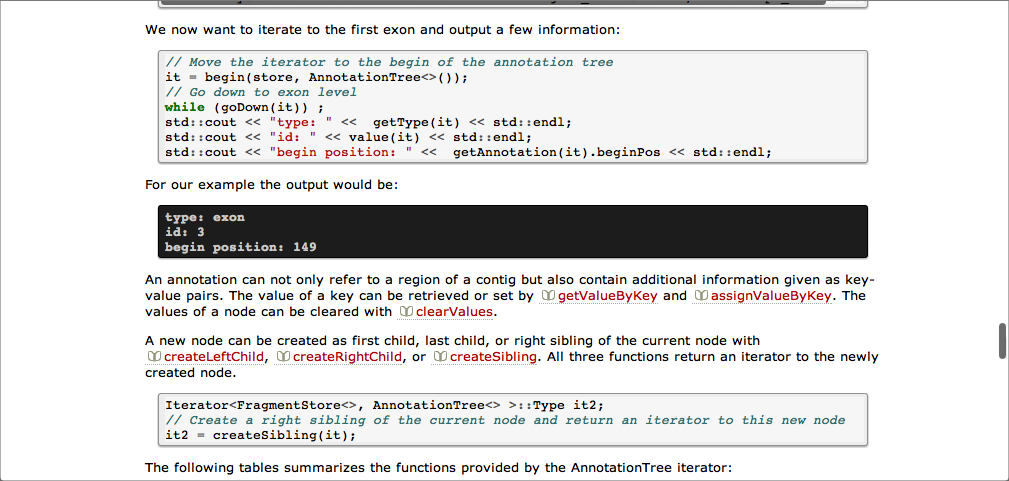 We now want to iterate to the first exon and output a few information:
// Move the iterator to the begin of the annotation tree
it = begin(store, AnnotationTree<>());
// Go down to exon level
while (goDown(it)) ;
std::cout << "type: " <<  getType(it) << std::endl;
std::cout << "id: " << value(it) << std::endl;
std::cout << "begin position: " <<  getAnnotation(it).beginPos << std::endl;
For our example the output would be:
type: exon
id: 3
begin position: 149
An annotation can not only refer to a region of a contig but also contain additional information given as key-
value pairs. The value of a key can be retrieved or set by getValueByKey and assignValueByKey. The
values of a node can be cleared with clearValues.
A new node can be created as first child, last child, or right sibling of the current node with
createLeftChild, createRightChild, or createSibling. All three functions return an iterator to the newly
created node.
Iterator<FragmentStore<>, AnnotationTree<> >::Type it2;
// Create a right sibling of the current node and return an iterator to this new node
it2 = createSibling(it);
The following tables summarizes the functions provided by the AnnotationTree iterator: